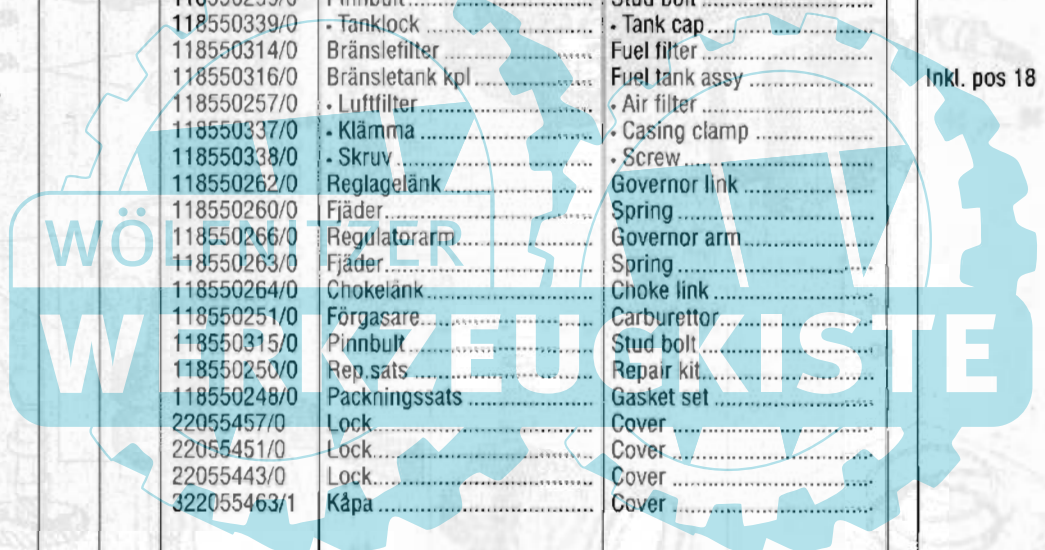 Pinnbult Stud bolt
118550339/0 - Tanklock - Tank cap
118550314/0 Bränslefilter Fuel filter
118550316/0 Bränsletank kpl Fuel tank assy Inkl. pos 18
118550257/0 - Luftfilter - Air filter
118550337/0 - Klämma - Casing clamp
118550338/0 - Skruv - Screw
118550262/0 Reglagelänk Governor link
118550260/0 Fjäder Spring
118550266/0 Regulatorarm Governor arm
118550263/0 Fjäder Spring
118550264/0 Chokelänk Choke link
118550251/0 Förgasare Carburettor
118550315/0 Pinnbult Stud bolt
118550250/0 Rep.sats Repair kit
118550248/0 Packningssats Gasket set
22055457/0 Lock Cover
22055451/0 Lock Cover
22055443/0 Lock Cover
322055463/1 Kåpa Cover
WÖLFNITZER
WERKZEUGKISTE